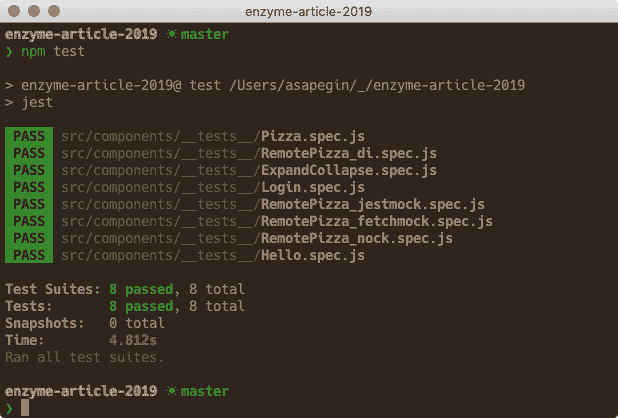 enzyme-article-2019
enzyme-article-2019 ☀master
❯ npm test
> enzyme-article-2019@ test /Users/asapegin/_/enzyme-article-2019
> jest
PASS src/components/__tests__/Pizza.spec.js
PASS src/components/__tests__/RemotePizza_di.spec.js
PASS src/components/__tests__/ExpandCollapse.spec.js
PASS src/components/__tests__/Login.spec.js
PASS src/components/__tests__/RemotePizza_jestmock.spec.js
PASS src/components/__tests__/RemotePizza_fetchmock.spec.js
PASS src/components/__tests__/RemotePizza_nock.spec.js
PASS src/components/__tests__/Hello.spec.js
Test Suites: 8 passed, 8 total
Tests: 8 passed, 8 total
Snapshots: 0 total
Time: 4.812s
Ran all test suites.
enzyme-article-2019 ☀master
❯